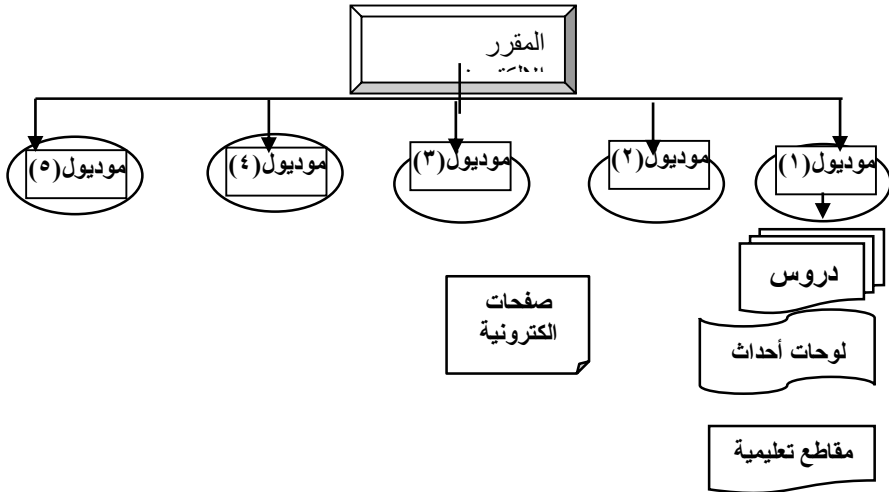 المقرر
موديول(١)
موديول(٢)
موديول(٣)
موديول(٤)
موديول(٥)
دروس
صفحات
الكترونية
لوحات أحداث
مقاطع تعليمية